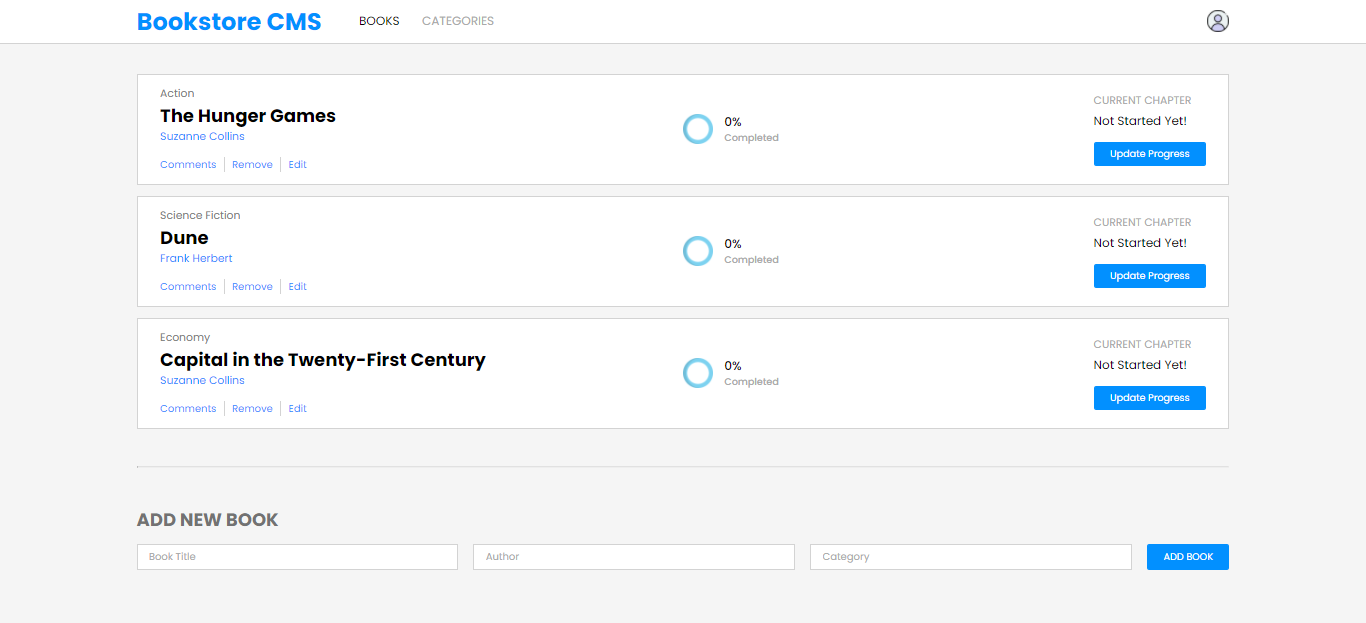 Bookstore CMS BOOKS CATEGORIES
Action
The Hunger Games
Suzanne Collins
Comments Remove Edit
0%
Completed
CURRENT CHAPTER
Not Started Yet!
Update Progress
Science Fiction
Dune
Frank Herbert
Comments Remove Edit
0%
Completed
CURRENT CHAPTER
Not Started Yet!
Update Progress
Economy
Capital in the Twenty-First Century
Suzanne Collins
Comments Remove Edit
0%
Completed
CURRENT CHAPTER
Not Started Yet!
Update Progress
ADD NEW BOOK
Book Title Author Category ADD BOOK